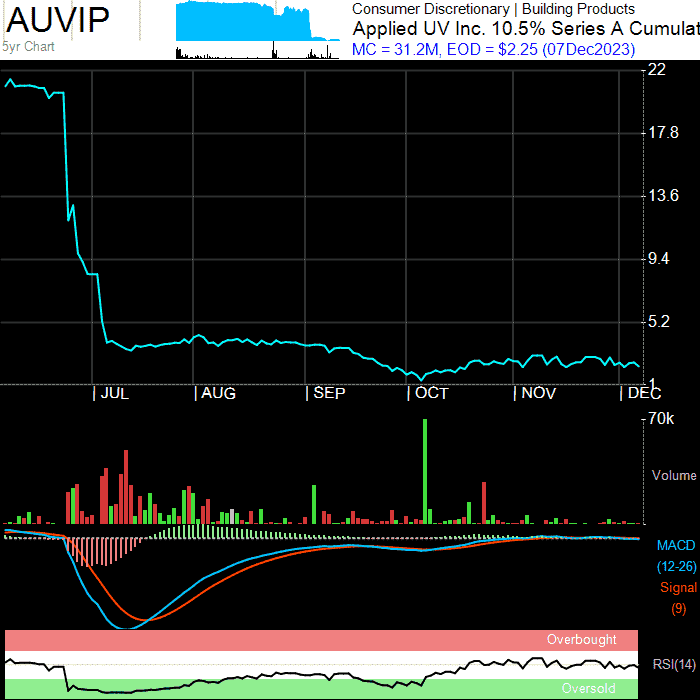 AUVIP
5yr Chart
Consumer Discretionary | Building Products
Applied UV Inc. 10.5% Series A Cumulat
MC = 31.2M, EOD = $2.25 (07Dec2023)
22
17.8
13.6
9.4
5.2
1
| JUL | AUG | SEP | OCT | NOV | DEC
70k
Volume
MACD
(12-26)
Signal
(9)
Overbought
RSI(14)
Oversold